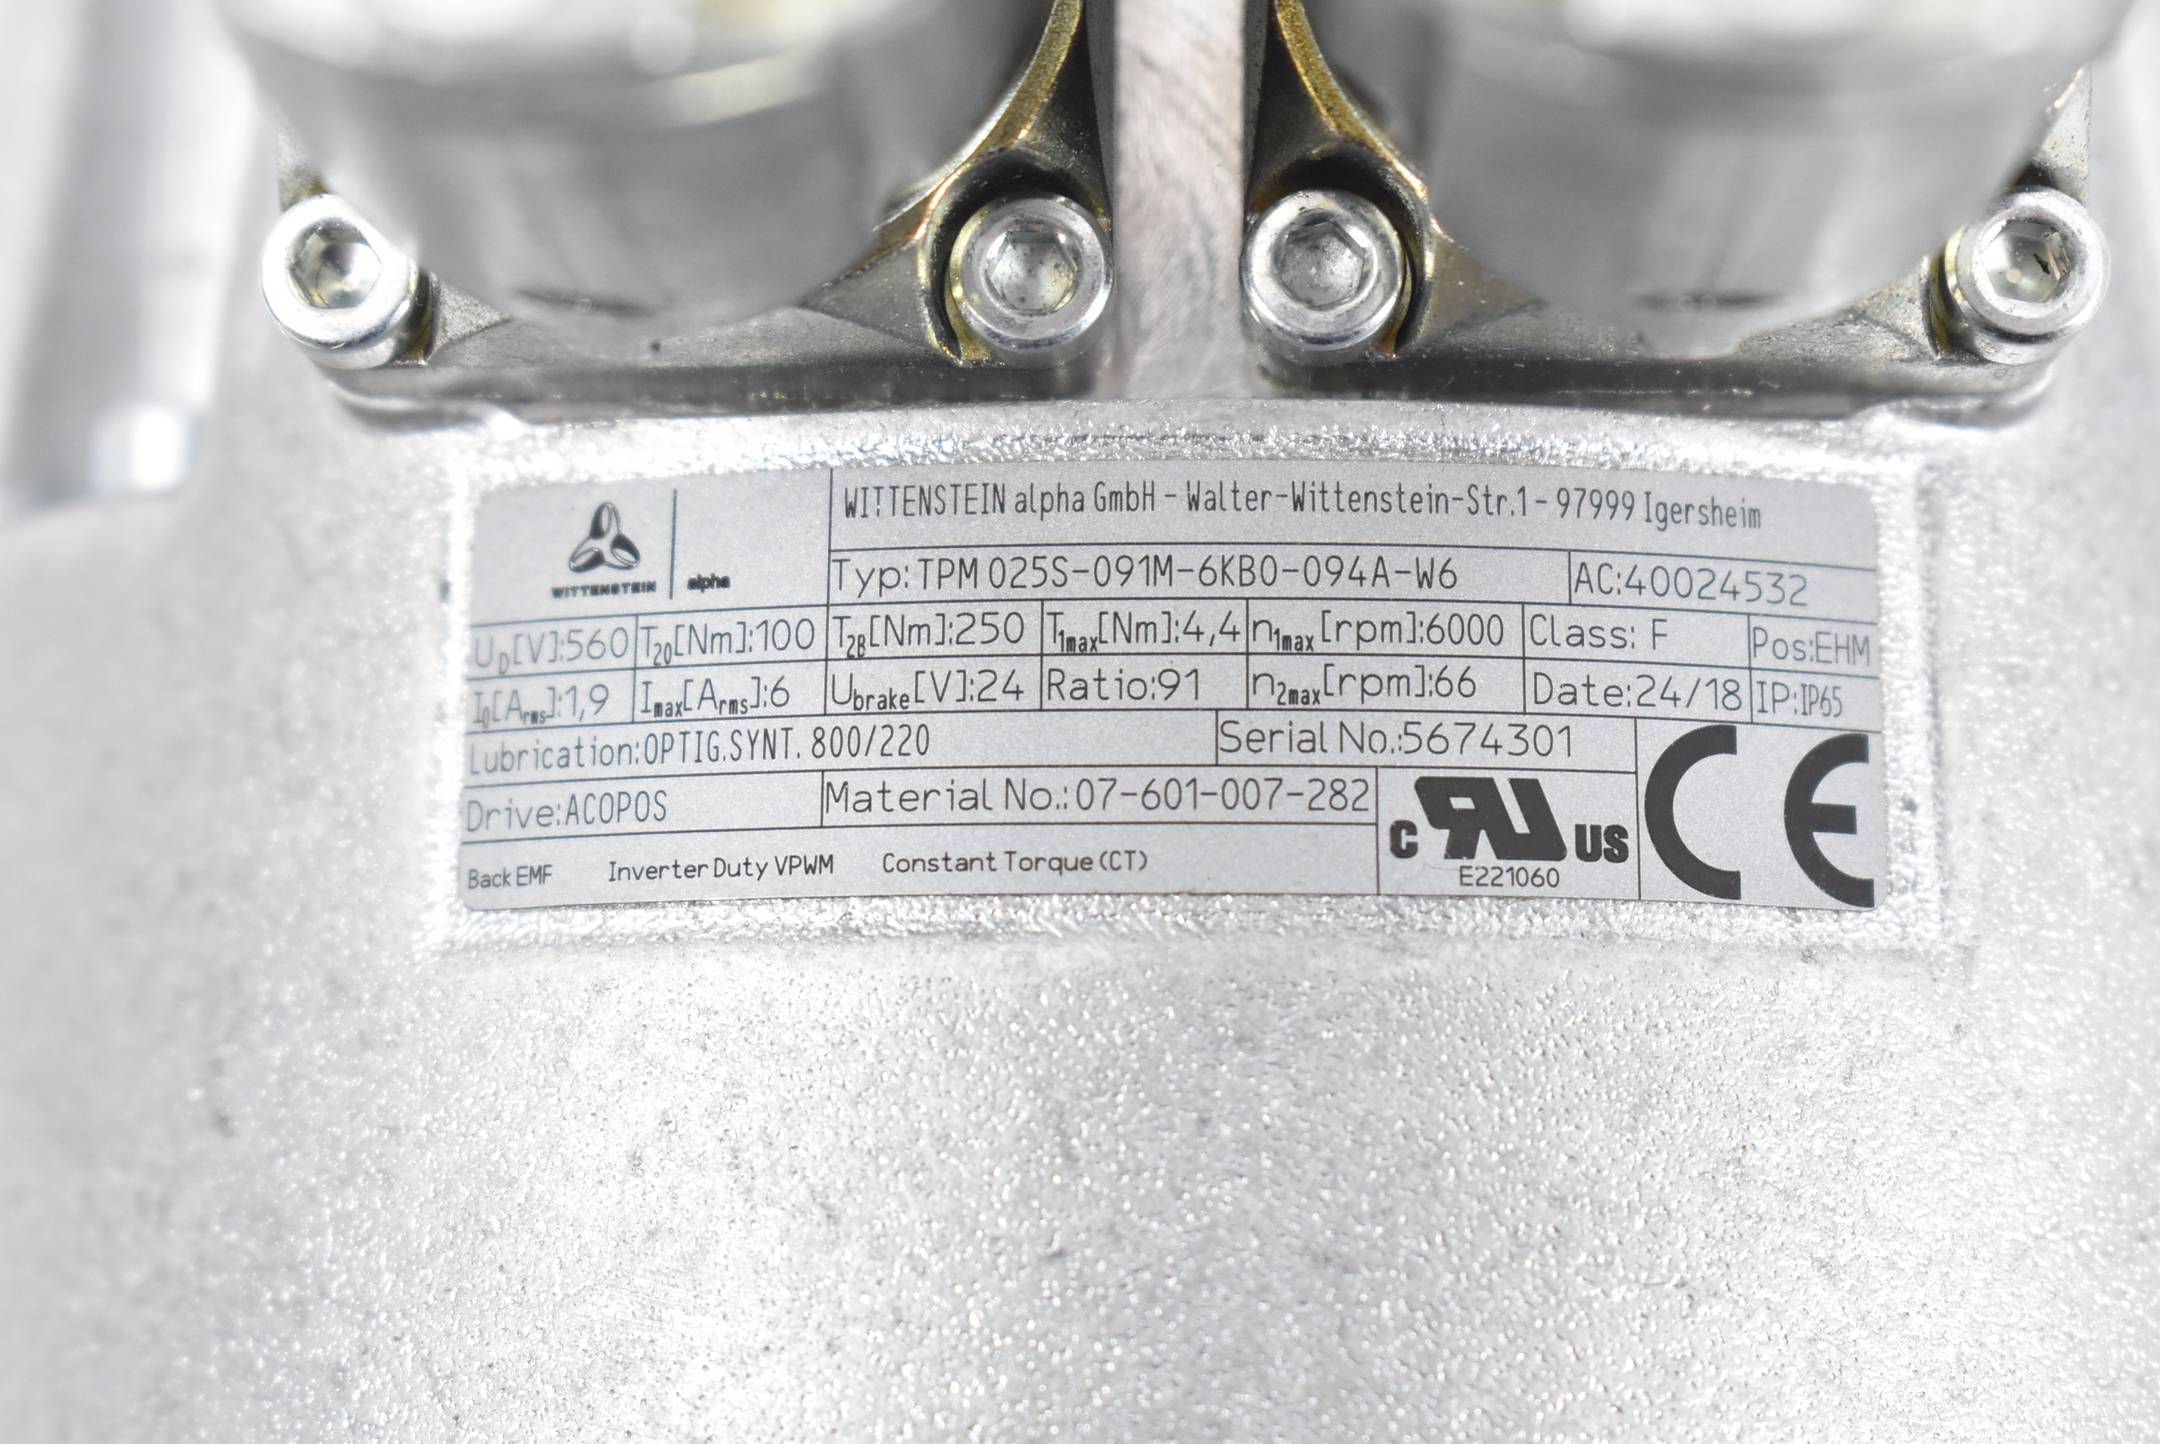 WITTENSTEIN alpha
WITTENSTEIN alpha GmbH - Walter-Wittenstein-Str.1 - 97999 Igersheim
Typ: TPM 025S-091M-6KB0-094A-W6 AC:40024532
UD[V]:560 T20[Nm]:100 T2B[Nm]:250 T1max[Nm]:4,4 n1max [rpm]:6000 Class: F Pos:EHM
I0[Arms]:1,9 Imax[Arms]:6 Ubrake[V]:24 Ratio:91 n2max[rpm]:66 Date:24/18 IP:IP65
Lubrication:OPTIG.SYNT. 800/220 Serial No.:5674301
Drive:ACOPOS Material No.: 07-601-007-282
Back EMF Inverter Duty VPWM Constant Torque (CT)
C RU US
E221060
CE